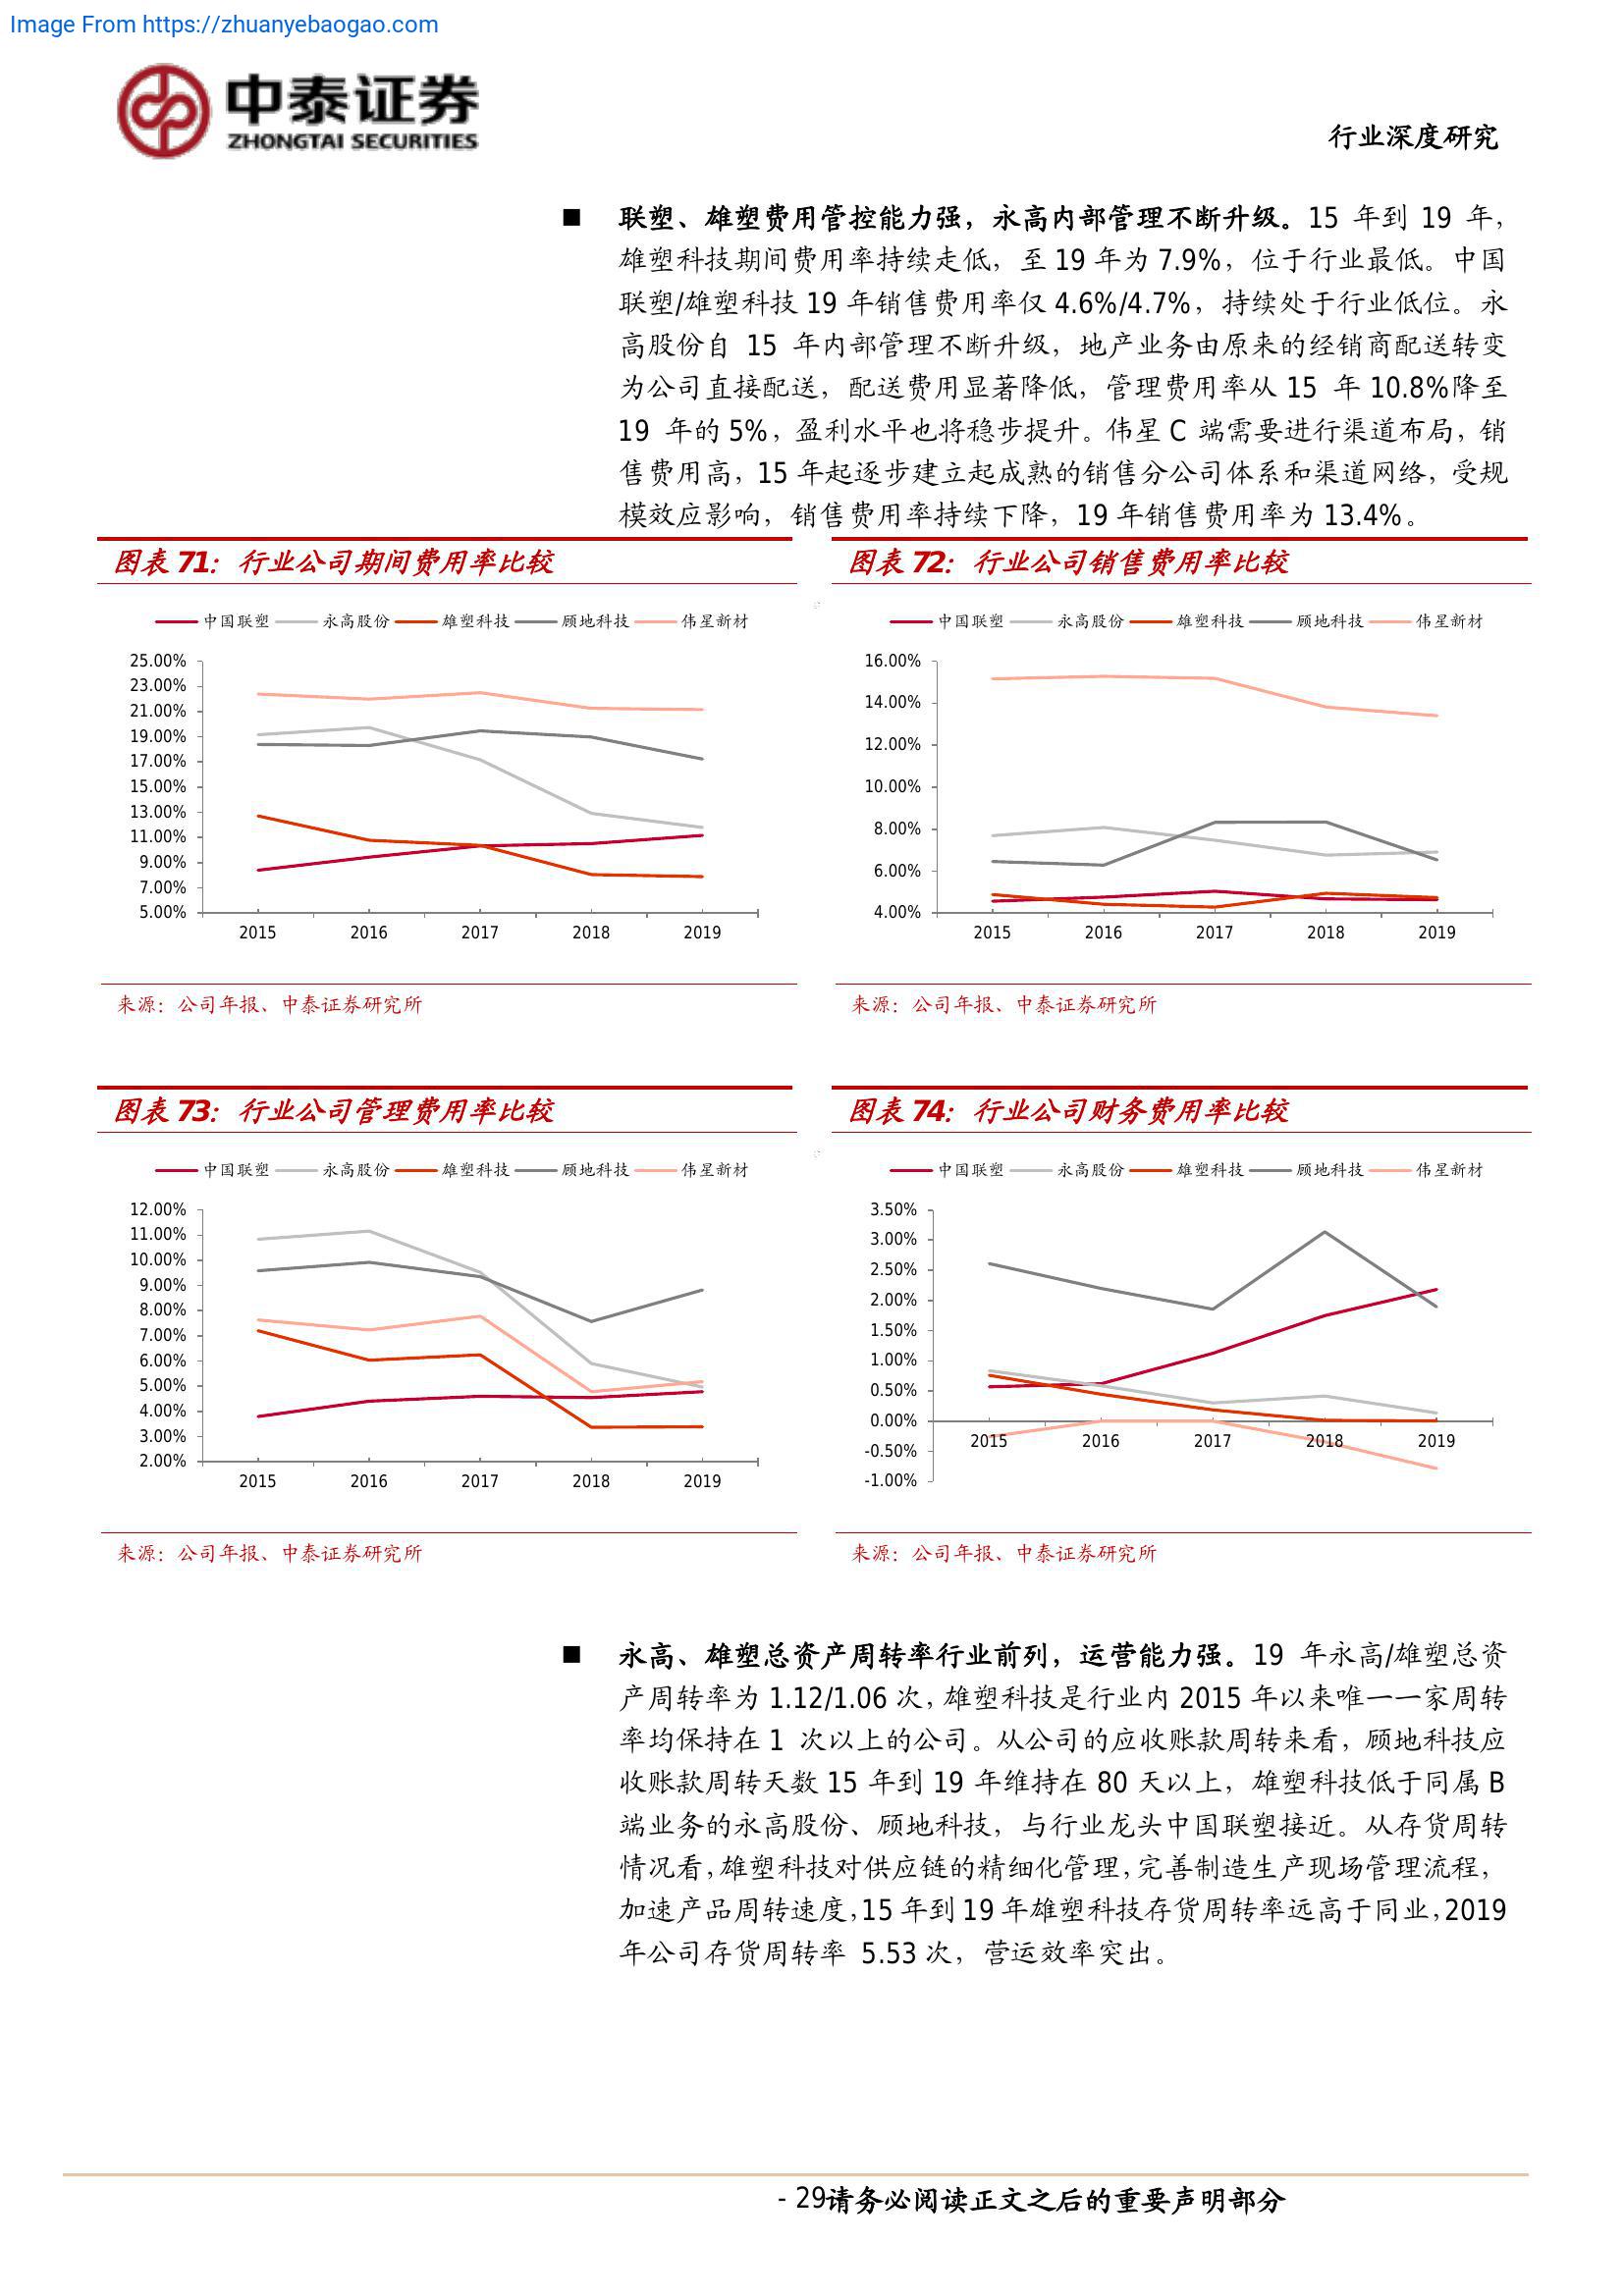 Image From https://zhuanyebaogao.com
中泰证券
ZHONGTAI SECURITIES
行业深度研究
■ 联塑、雄塑费用管控能力强，永高内部管理不断升级。15 年到 19 年，
雄塑科技期间费用率持续走低，至 19 年为 7.9%，位于行业最低。中国
联塑/雄塑科技 19 年销售费用率仅 4.6%/4.7%，持续处于行业低位。永
高股份自 15 年内部管理不断升级，地产业务由原来的经销商配送转变
为公司直接配送，配送费用显著降低，管理费用率从 15 年 10.8%降至
19 年的 5%，盈利水平也将稳步提升。伟星 C 端需要进行渠道布局，销
售费用高，15 年起逐步建立起成熟的销售分公司体系和渠道网络，受规
模效应影响，销售费用率持续下降，19 年销售费用率为 13.4%。
图表 71：行业公司期间费用率比较
中国联塑 永高股份 雄塑科技 顾地科技 伟星新材
25.00%
23.00%
21.00%
19.00%
17.00%
15.00%
13.00%
11.00%
9.00%
7.00%
5.00%
2015 2016 2017 2018 2019
来源：公司年报、中泰证券研究所
图表 72：行业公司销售费用率比较
中国联塑 永高股份 雄塑科技 顾地科技 伟星新材
16.00%
14.00%
12.00%
10.00%
8.00%
6.00%
4.00%
2015 2016 2017 2018 2019
来源：公司年报、中泰证券研究所
图表 73：行业公司管理费用率比较
中国联塑 永高股份 雄塑科技 顾地科技 伟星新材
12.00%
11.00%
10.00%
9.00%
8.00%
7.00%
6.00%
5.00%
4.00%
3.00%
2.00%
2015 2016 2017 2018 2019
来源：公司年报、中泰证券研究所
图表 74：行业公司财务费用率比较
中国联塑 永高股份 雄塑科技 顾地科技 伟星新材
3.50%
3.00%
2.50%
2.00%
1.50%
1.00%
0.50%
0.00%
-0.50%
-1.00%
2015 2016 2017 2018 2019
来源：公司年报、中泰证券研究所
■ 永高、雄塑总资产周转率行业前列，运营能力强。19 年永高/雄塑总资
产周转率为 1.12/1.06 次，雄塑科技是行业内 2015 年以来唯一一家周转
率均保持在 1 次以上的公司。从公司的应收账款周转来看，顾地科技应
收账款周转天数 15 年到 19 年维持在 80 天以上，雄塑科技低于同属 B
端业务的永高股份、顾地科技，与行业龙头中国联塑接近。从存货周转
情况看，雄塑科技对供应链的精细化管理，完善制造生产现场管理流程，
加速产品周转速度，15 年到 19 年雄塑科技存货周转率远高于同业，2019
年公司存货周转率 5.53 次，营运效率突出。
- 29请务必阅读正文之后的重要声明部分